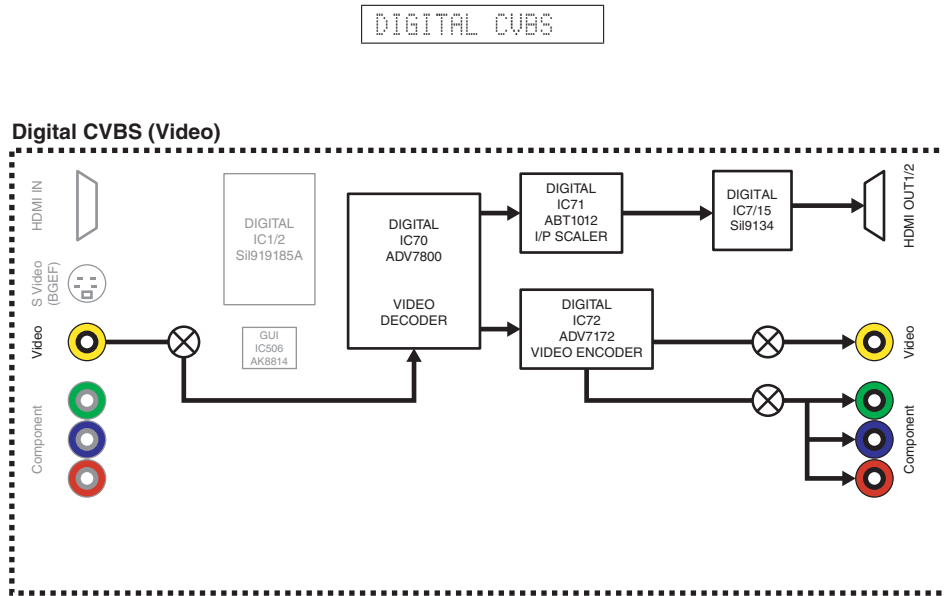 DIGITAL CVBS
Digital CVBS (Video)
HDMI IN
S Video
(BGEF)
Video
Component
DIGITAL
IC1/2
Sil919185A
GUI
IC506
AK8814
DIGITAL
IC70
ADV7800
VIDEO
DECODER
DIGITAL
IC71
ABT1012
I/P SCALER
DIGITAL
IC7/15
Sil9134
DIGITAL
IC72
ADV7172
VIDEO ENCODER
HDMI OUT1/2
Video
Component